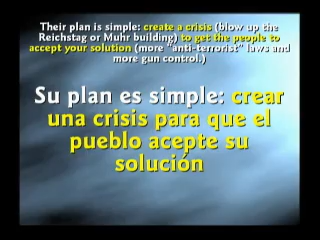 Their plan is simple: create a crisis (blow up the
Reichstag or Muhr building) to get the people to
accept your solution (more "anti-terrorist" laws and
more gun control.)
Su plan es simple: crear
una crisis para que el
pueblo acepte su
solución